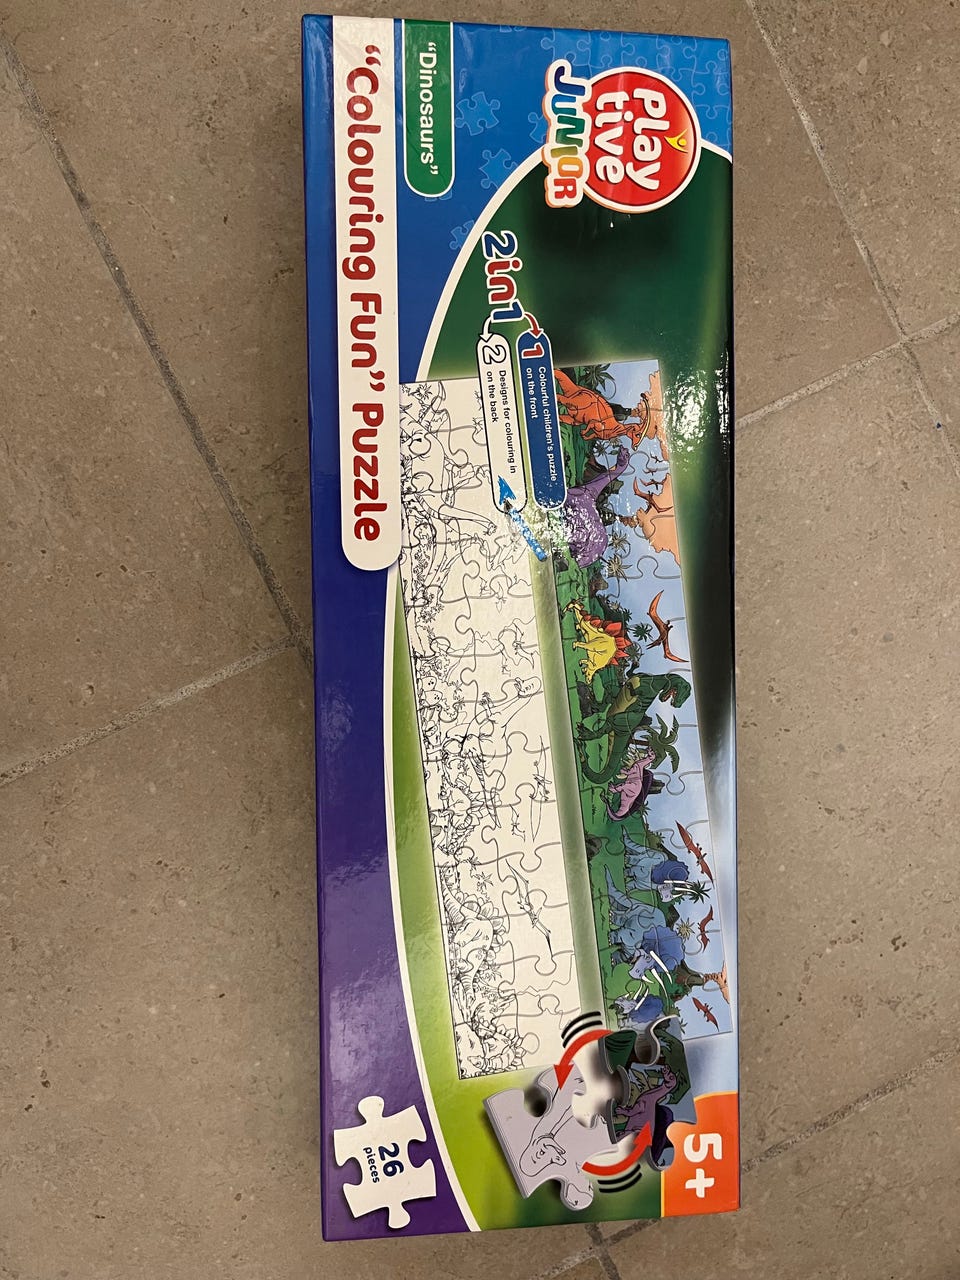 Play
tive
JUNIOR
"Dinosaurs"
"Colouring Fun" Puzzle
2in1
1 Colourful children's puzzle
on the front
2 Designs for colouring in
on the back
5+
26
pieces